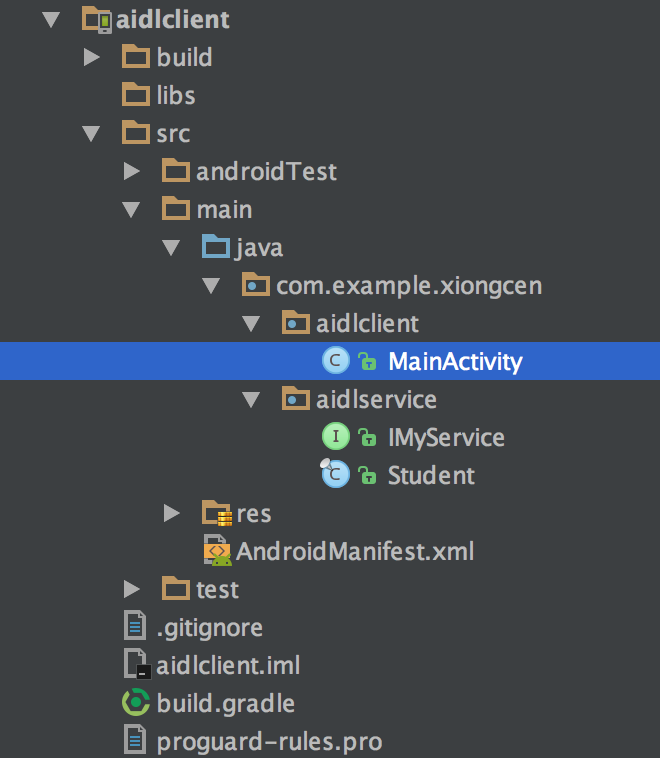 aidlclient
build
libs
src
androidTest
main
java
com.example.xiongcen
aidlclient
MainActivity
aidlservice
IMyService
Student
res
AndroidManifest.xml
test
.gitignore
aidlclient.iml
build.gradle
proguard-rules.pro